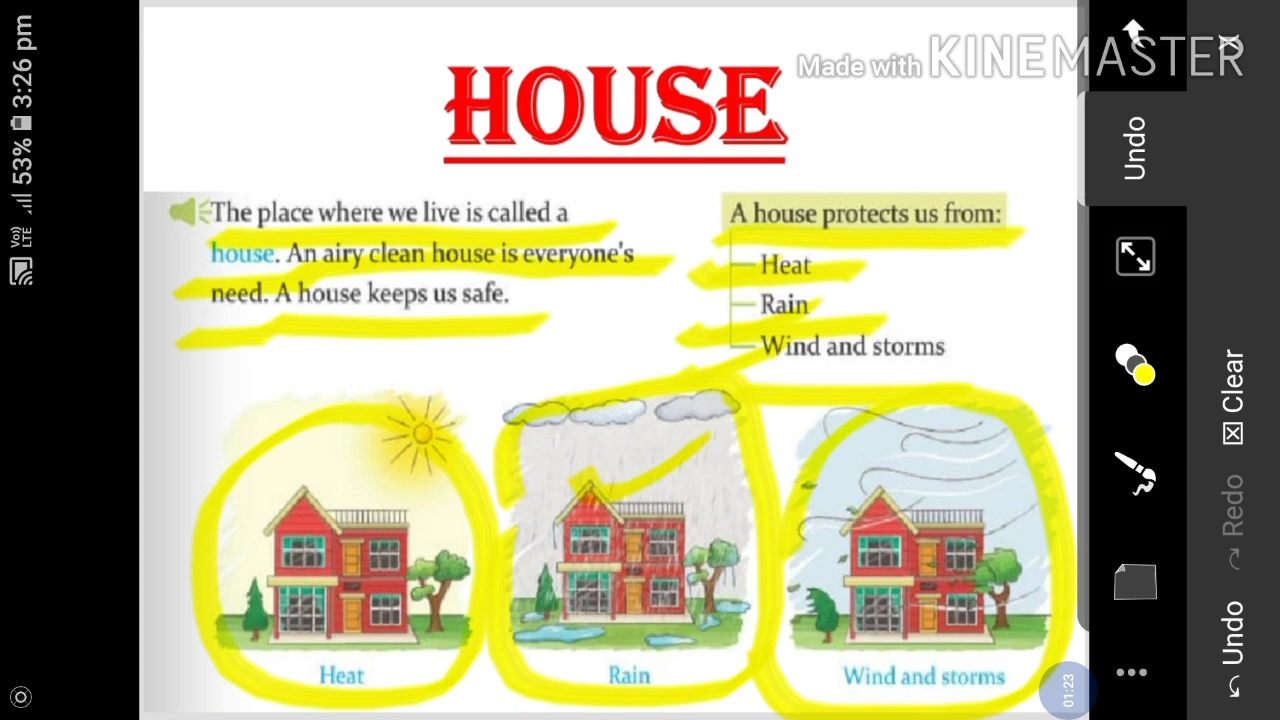 3:26 pm
53%
Vo))
LTE
Made with KINEMASTER
HOUSE
The place where we live is called a
house. An airy clean house is everyone's
need. A house keeps us safe.
A house protects us from:
Heat
Rain
Wind and storms
Heat
Rain
Wind and storms
01:23
Undo
Clear
Redo
Undo